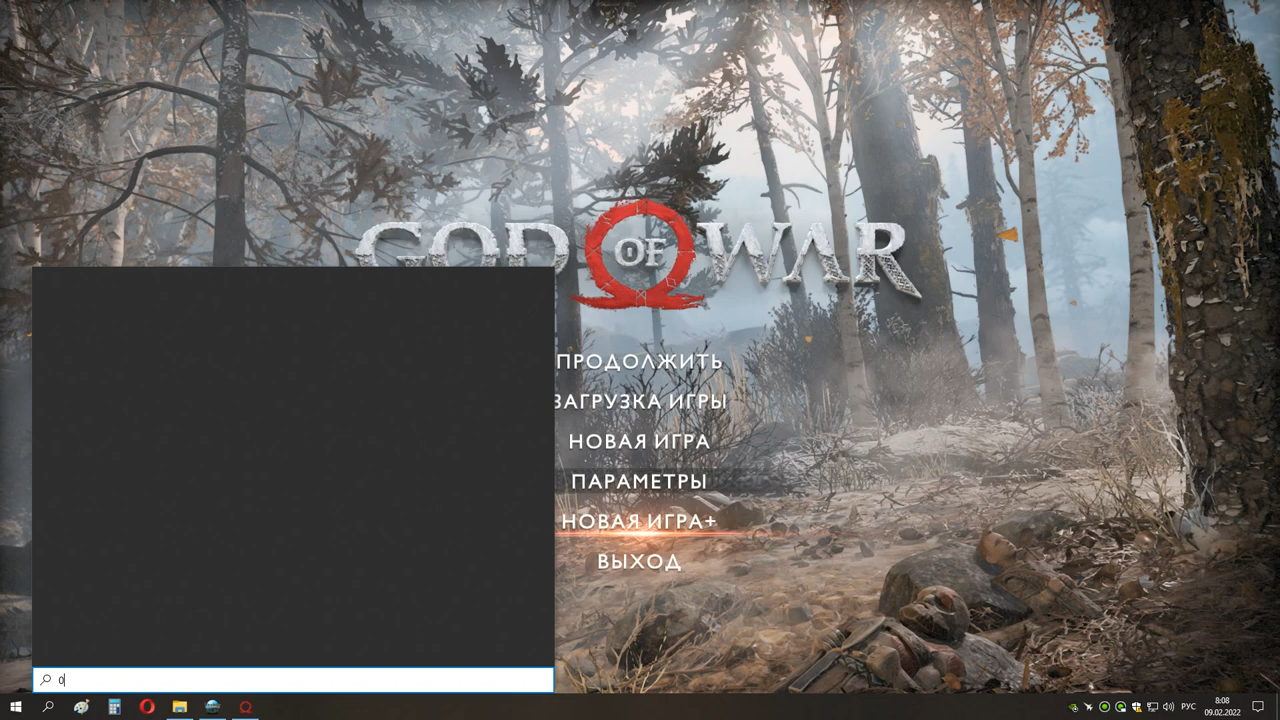 GOD OF WAR
ПРОДОЛЖИТЬ
ЗАГРУЗКА ИГРЫ
НОВАЯ ИГРА
ПАРАМЕТРЫ
НОВАЯ ИГРА+
ВЫХОД
0
РУС
8:08
09.02.2022